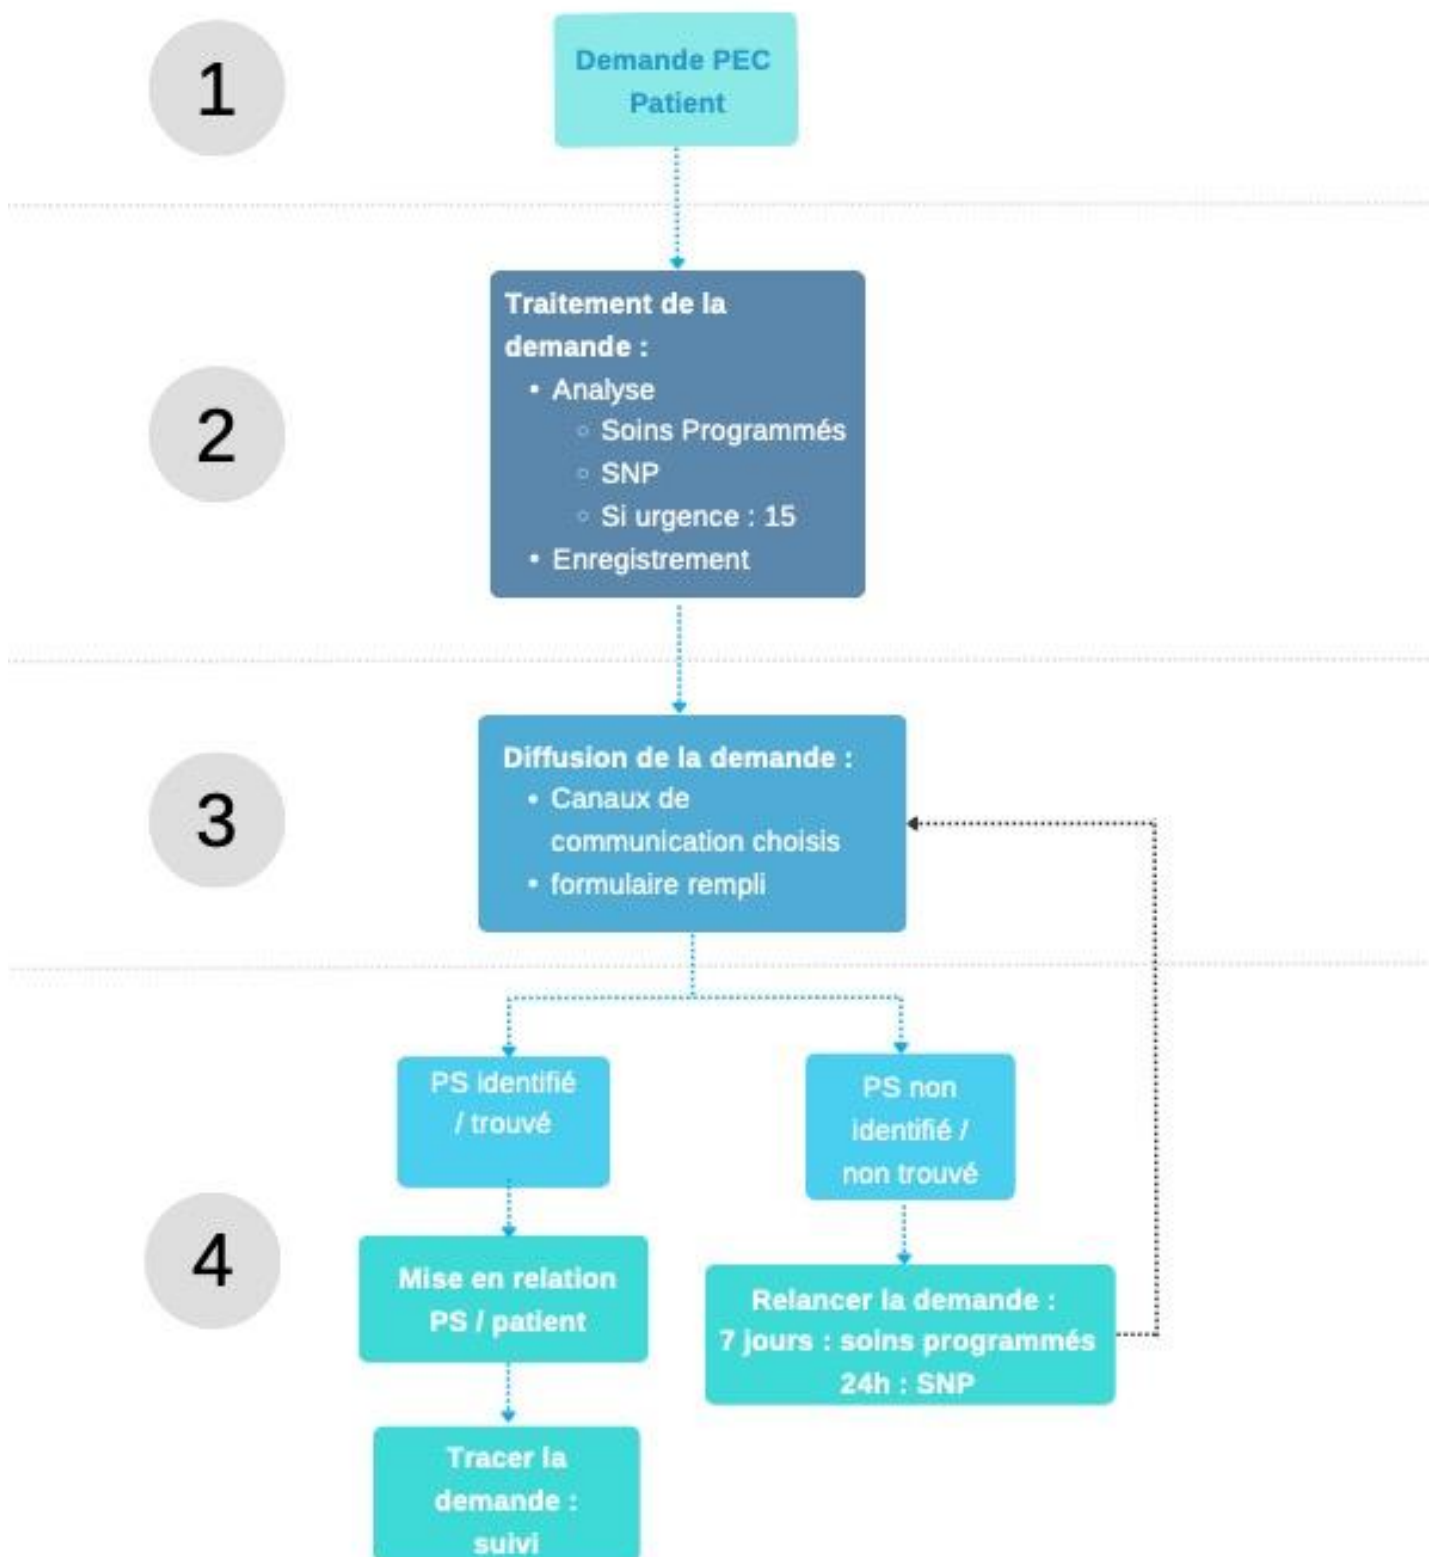 1
Demande PEC
Patient
2
Traitement de la
demande :
• Analyse
◦ Soins Programmés
◦ SNP
◦ Si urgence : 15
• Enregistrement
3
Diffusion de la demande :
• Canaux de
communication choisis
• formulaire rempli
4
PS identifié
/ trouvé
PS non
identifié /
non trouvé
Mise en relation
PS / patient
Relancer la demande :
7 jours : soins programmés
24h : SNP
Tracer la
demande :
suivi